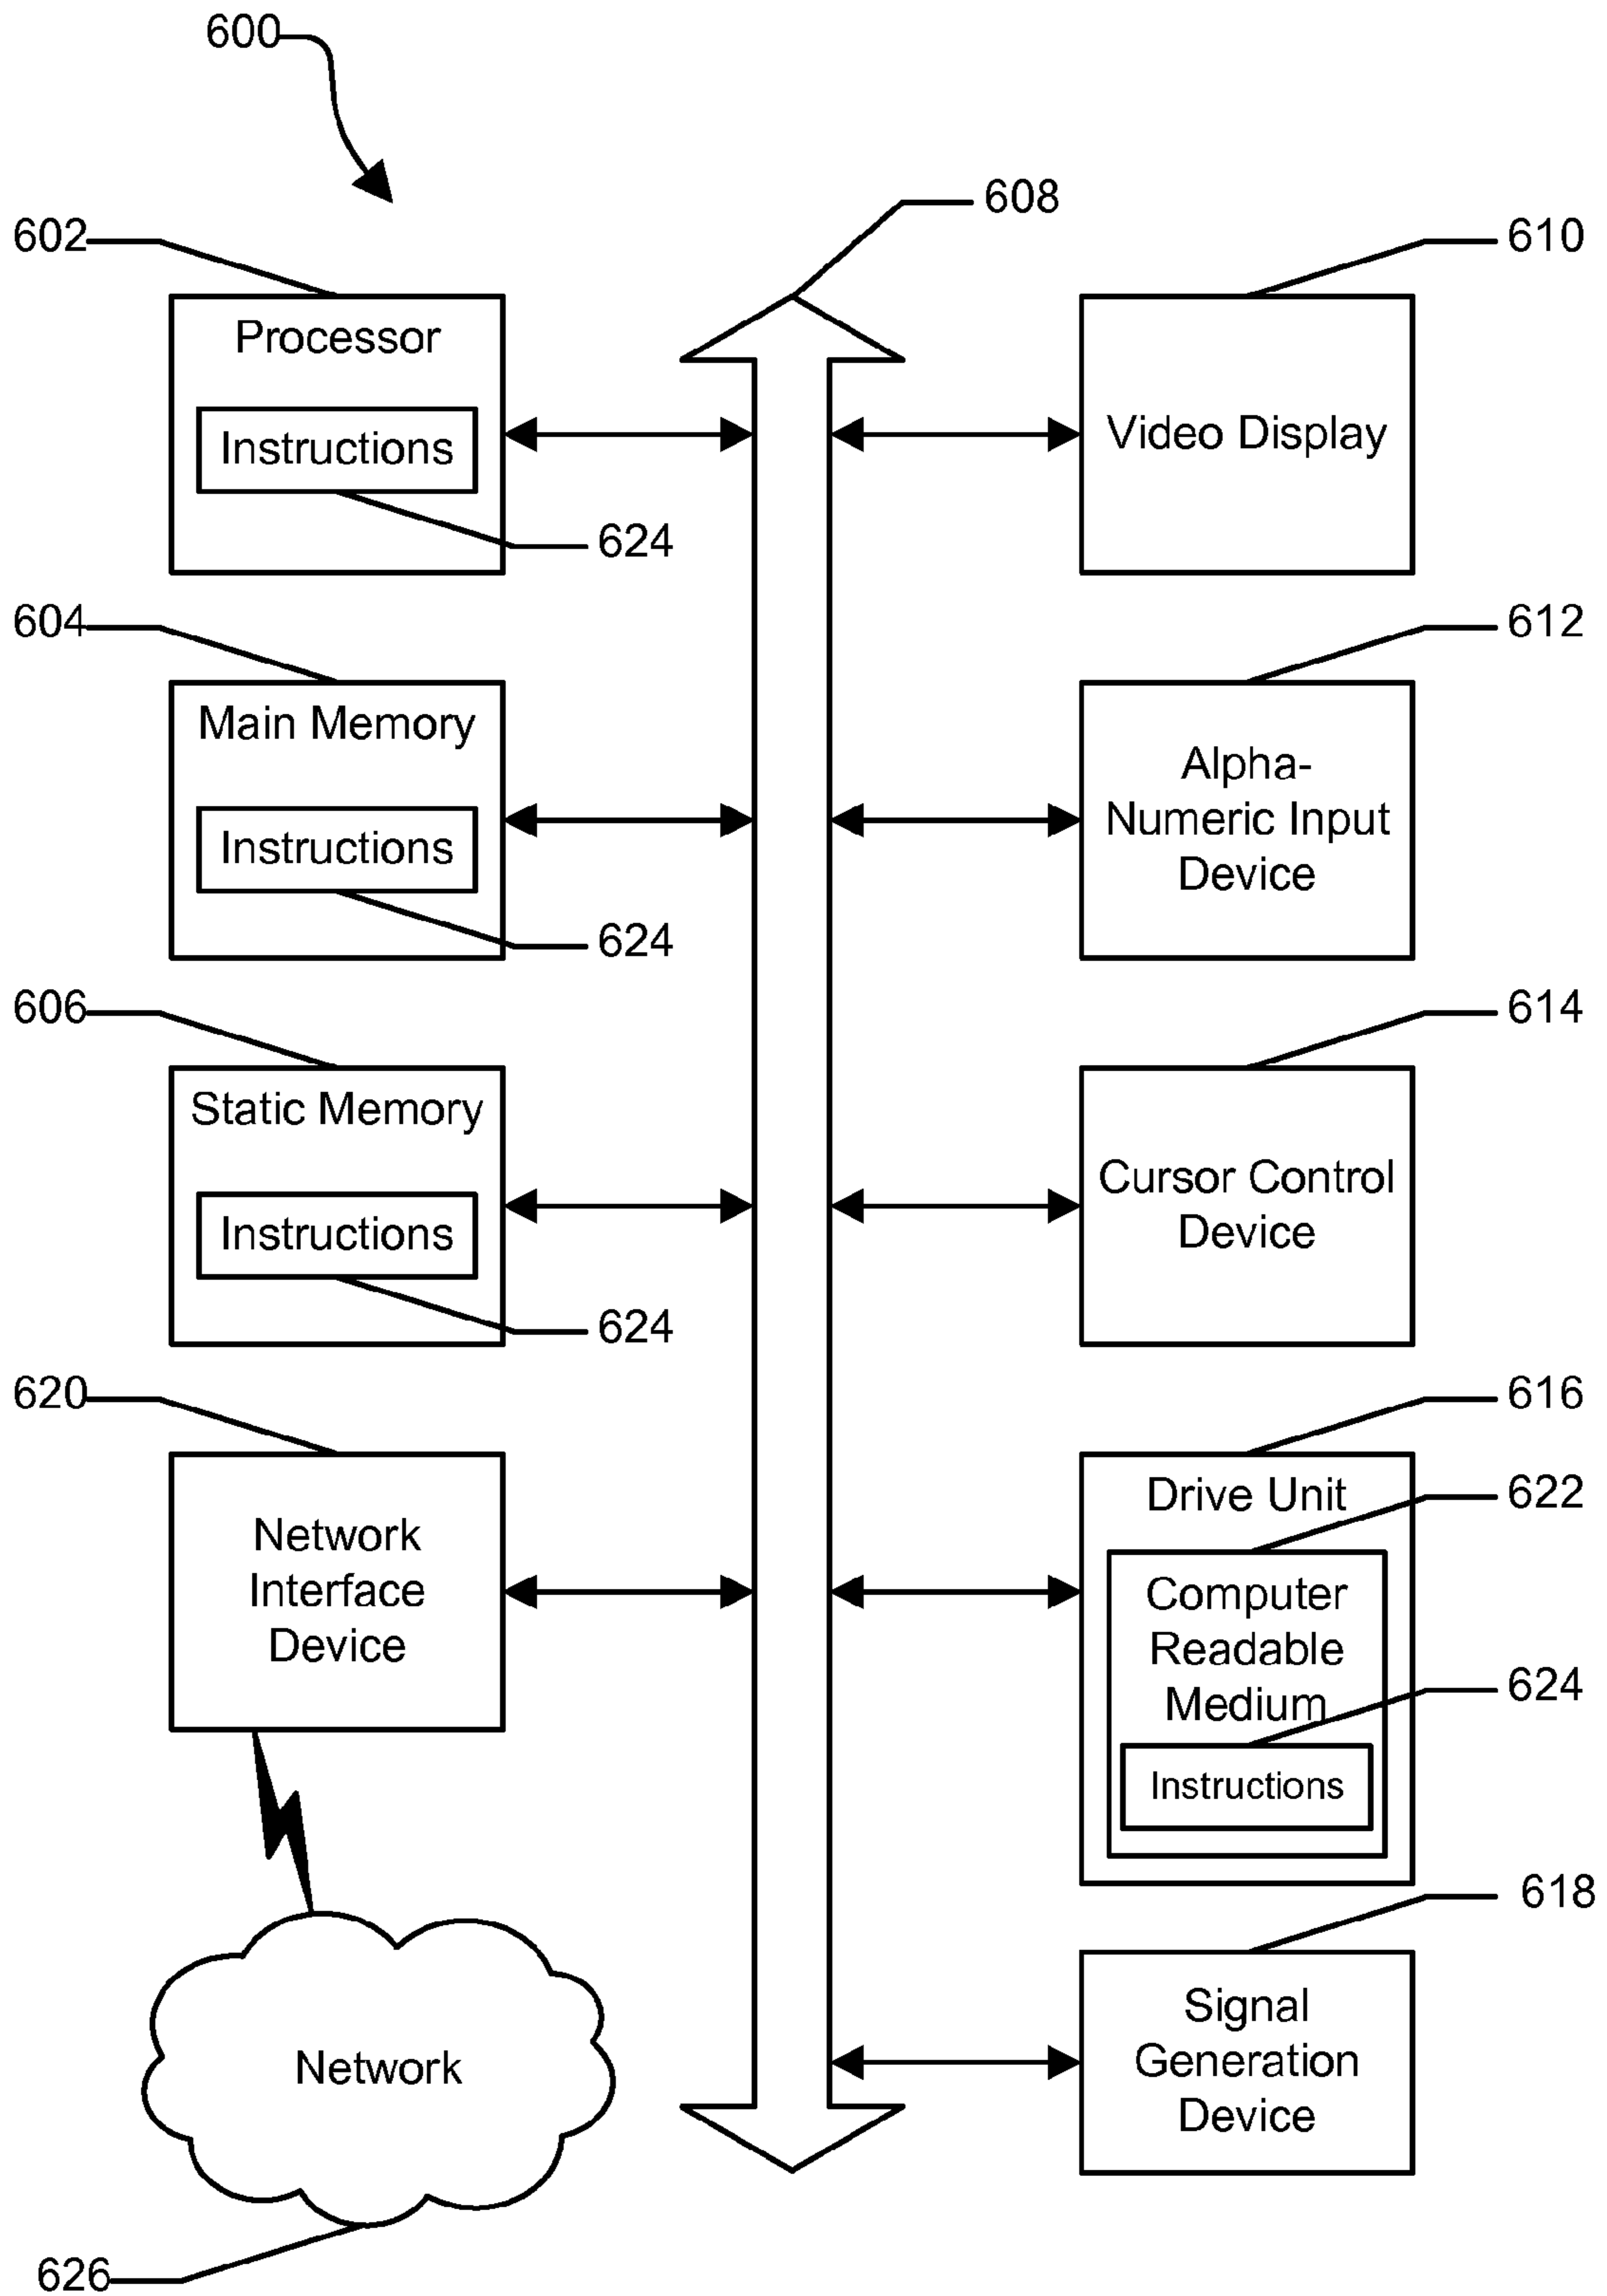 600
608
602
Processor
Instructions
624
610
Video Display
604
Main Memory
Instructions
624
612
Alpha-
Numeric Input
Device
606
Static Memory
Instructions
624
614
Cursor Control
Device
620
Network
Interface
Device
616
Drive Unit
622
Computer
Readable
Medium
624
Instructions
618
Signal
Generation
Device
Network
626